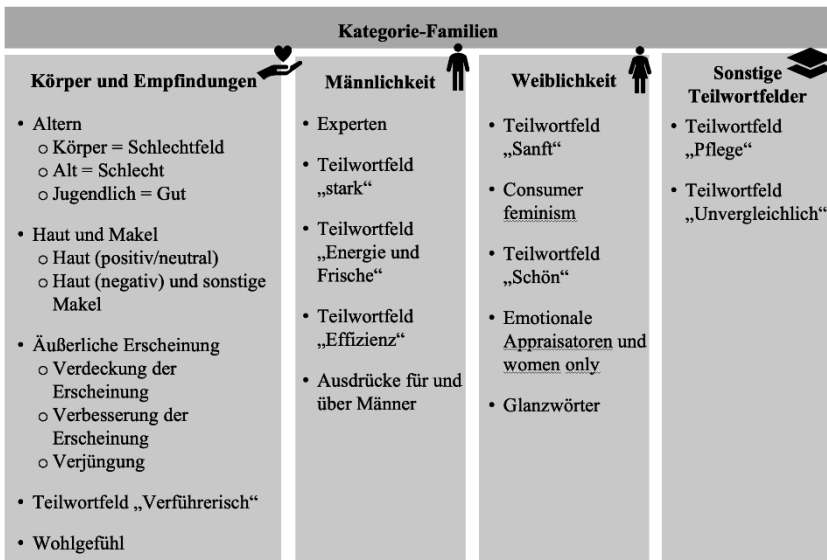 Kategorie-Familien
Körper und Empfindungen
• Altern
o Körper = Schlechtfeld
o Alt = Schlecht
o Jugendlich = Gut
• Haut und Makel
o Haut (positiv/neutral)
o Haut (negativ) und sonstige
Makel
• Äußerliche Erscheinung
o Verdeckung der
Erscheinung
o Verbesserung der
Erscheinung
o Verjüngung
• Teilwortfeld „Verführerisch“
• Wohlgefühl
Männlichkeit
• Experten
• Teilwortfeld
„stark“
• Teilwortfeld
„Energie und
Frische“
• Teilwortfeld
„Effizienz“
• Ausdrücke für und
über Männer
Weiblichkeit
• Teilwortfeld
„Sanft“
• Consumer
feminism
• Teilwortfeld
„Schön“
• Emotionale
Appraisatoren und
women only
• Glanzwörter
Sonstige
Teilwortfelder
• Teilwortfeld
„Pflege“
• Teilwortfeld
„Unvergleichlich“